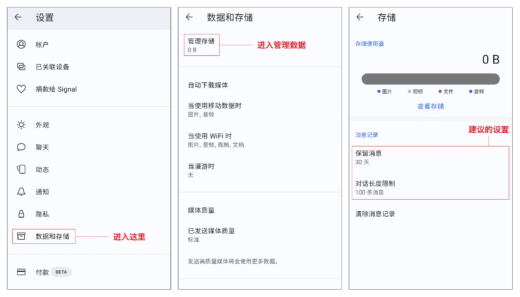 设置
帐户
已关联设备
捐款给 Signal
外观
聊天
动态
通知
隐私
数据和存储
进入这里
付款 BETA
数据和存储
管理存储
0 B
进入管理数据
自动下载媒体
当使用移动数据时
图片, 音频
当使用 WiFi 时
图片, 音频, 视频, 文档
当漫游时
无
媒体质量
已发送媒体质量
标准
发送高质量媒体将会使用更多数据。
存储
存储使用量
0 B
图片 视频 文件 音频
查看存储
消息记录
建议的设置
保留消息
30 天
对话长度限制
100 条消息
清除消息记录